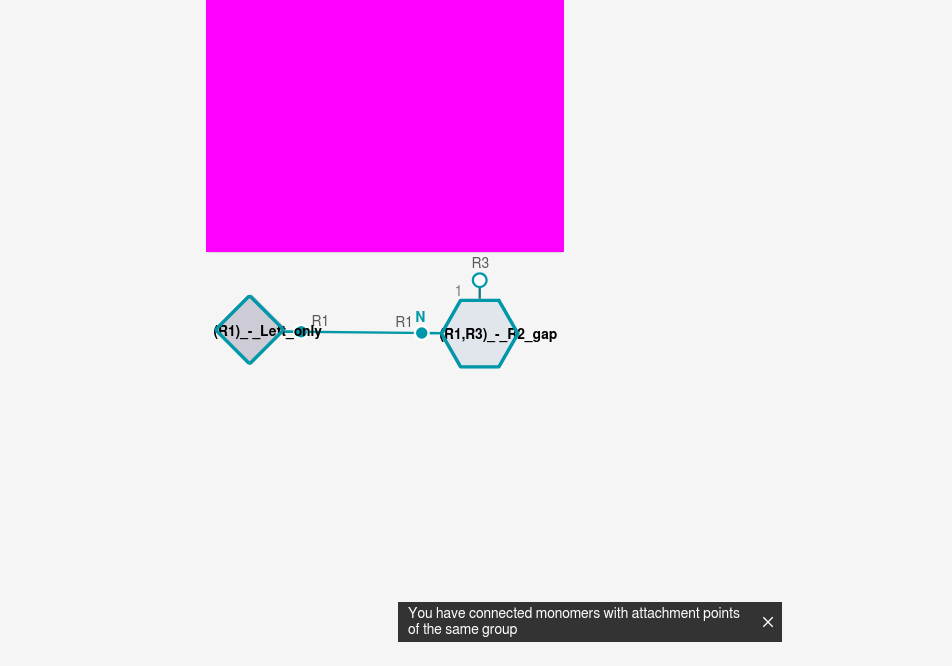 R3
1
R1
R1
N
(R1)_-_Left_only
(R1,R3)_-_R2_gap
You have connected monomers with attachment points
of the same group